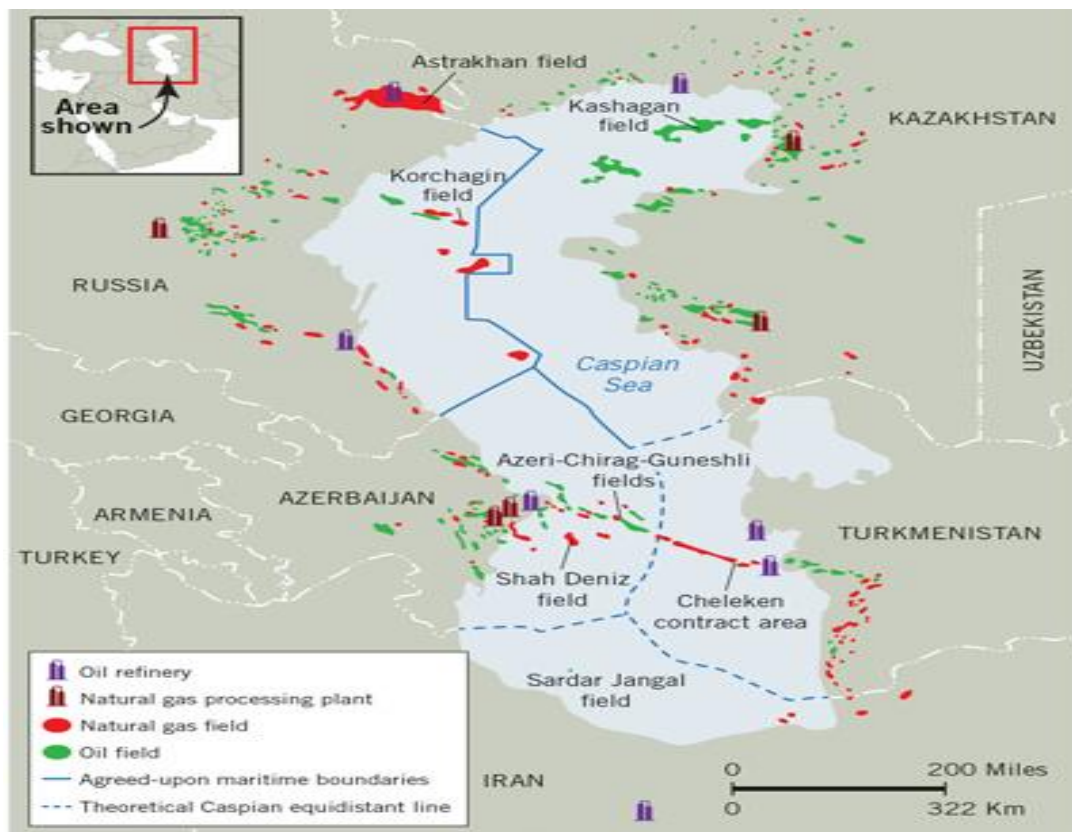 Area
shown
Astrakhan field
Kashagan
field
KAZAKHSTAN
Korchagin
field
RUSSIA
UZBEKISTAN
Caspian
Sea
GEORGIA
Azeri-Chirag-Guneshli
fields
AZERBAIJAN
ARMENIA
TURKMENISTAN
TURKEY
Shah Deniz
field
Cheleken
contract area
Sardar Jangal
field
Oil refinery
Natural gas processing plant
Natural gas field
Oil field
Agreed-upon maritime boundaries
Theoretical Caspian equidistant line
IRAN
0 200 Miles
0 322 Km